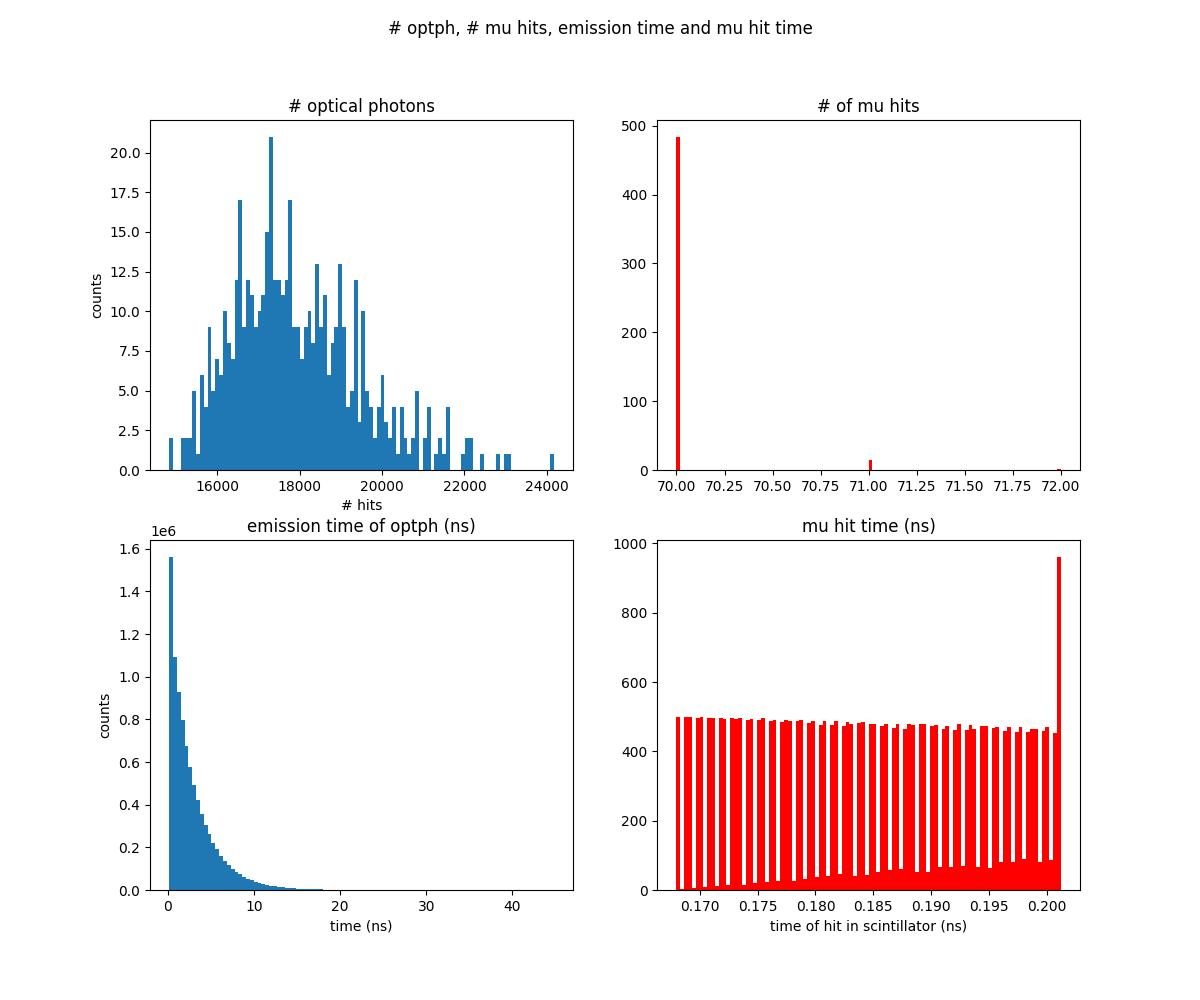 # optph, # mu hits, emission time and mu hit time
# optical photons
20.0
17.5
15.0
12.5
10.0
7.5
5.0
2.5
0.0
counts
16000 18000 20000 22000 24000
# hits
# of mu hits
500
400
300
200
100
0
70.00 70.25 70.50 70.75 71.00 71.25 71.50 71.75 72.00
emission time of optph (ns)
1e6
1.6
1.4
1.2
1.0
0.8
0.6
0.4
0.2
0.0
counts
0 10 20 30 40
time (ns)
mu hit time (ns)
1000
800
600
400
200
0
0.170 0.175 0.180 0.185 0.190 0.195 0.200
time of hit in scintillator (ns)